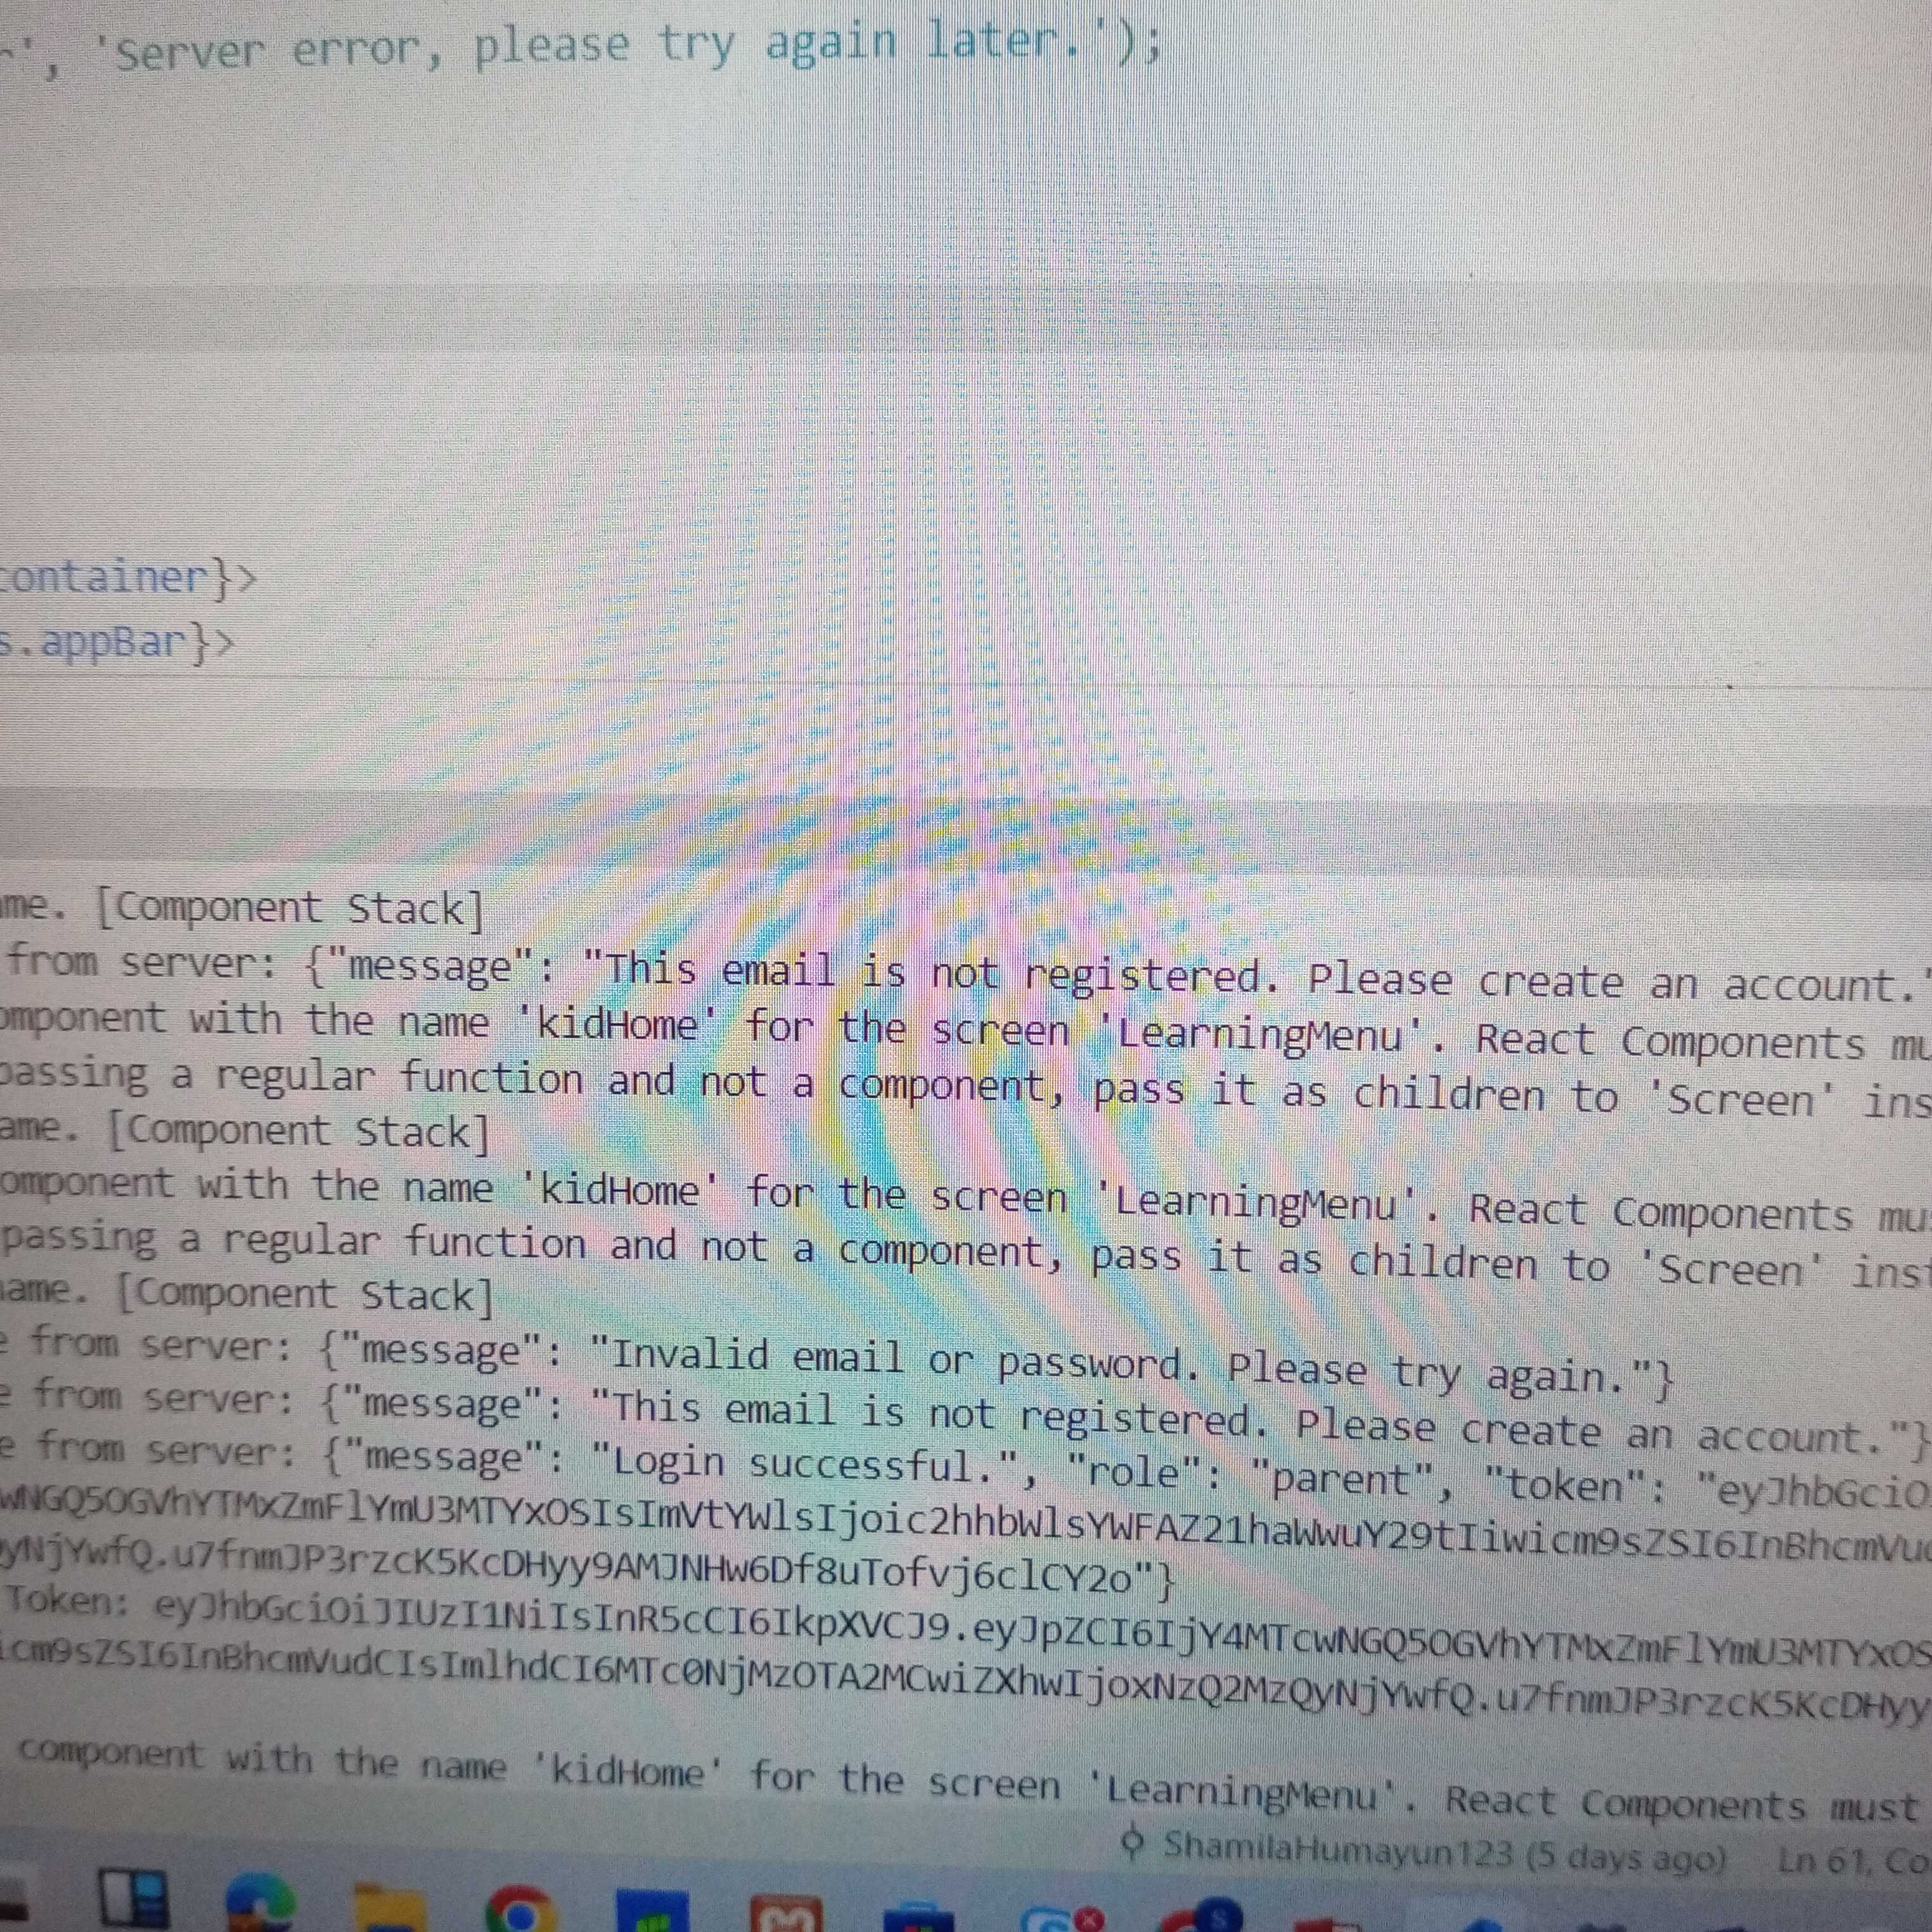 ', 'Server error, please try again later.');
container}>
s.appBar}>
me. [Component Stack]
from server: {"message": "This email is not registered. Please create an account."
omponent with the name 'kidHome' for the screen 'LearningMenu'. React Components mu
passing a regular function and not a component, pass it as children to 'Screen' ins
ame. [Component Stack]
omponent with the name 'kidHome' for the screen 'LearningMenu'. React Components mus
passing a regular function and not a component, pass it as children to 'Screen' inst
name. [Component Stack]
e from server: {"message": "Invalid email or password. Please try again."}
e from server: {"message": "This email is not registered. Please create an account."}
e from server: {"message": "Login successful.", "role": "parent", "token": "eyJhbGciO
wNGQ5OGVhYTMxZmFlYmU3MTYxOSIsImVtYWlsIjoic2hhbWlsYWFAZ21haWwuY29tIiwicm9sZSI6InBhcmVud
yNjYwfQ.u7fnmJP3rzcK5KcDHyy9AMJNHw6Df8uTofvj6clCY2o"}
Token: eyJhbGciOiJIUzI1NiIsInR5cCI6IkpXVCJ9.eyJpZCI6IjY4MTcwNGQ5OGVhYTMxZmFlYmU3MTYxOS
icm9sZSI6InBhcmVudCIsImlhdCI6MTc0NjMzOTA2MCwiZXhwIjoxNzQ2MzQyNjYwfQ.u7fnmJP3rzcK5KcDHyy
component with the name 'kidHome' for the screen 'LearningMenu'. React Components must
ShamilaHumayun123 (5 days ago) Ln 61, Co